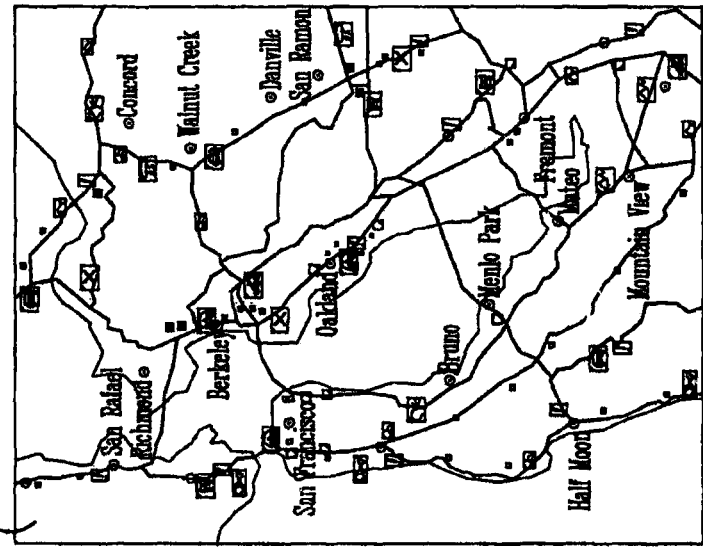 Concord
Walnut Creek
Danville
San Ramon
San Rafael
Richmond
Berkeley
Oakland
San Francisco
Bruno
Menlo Park
Fremont
Mateo
Mountain View
Half Moon